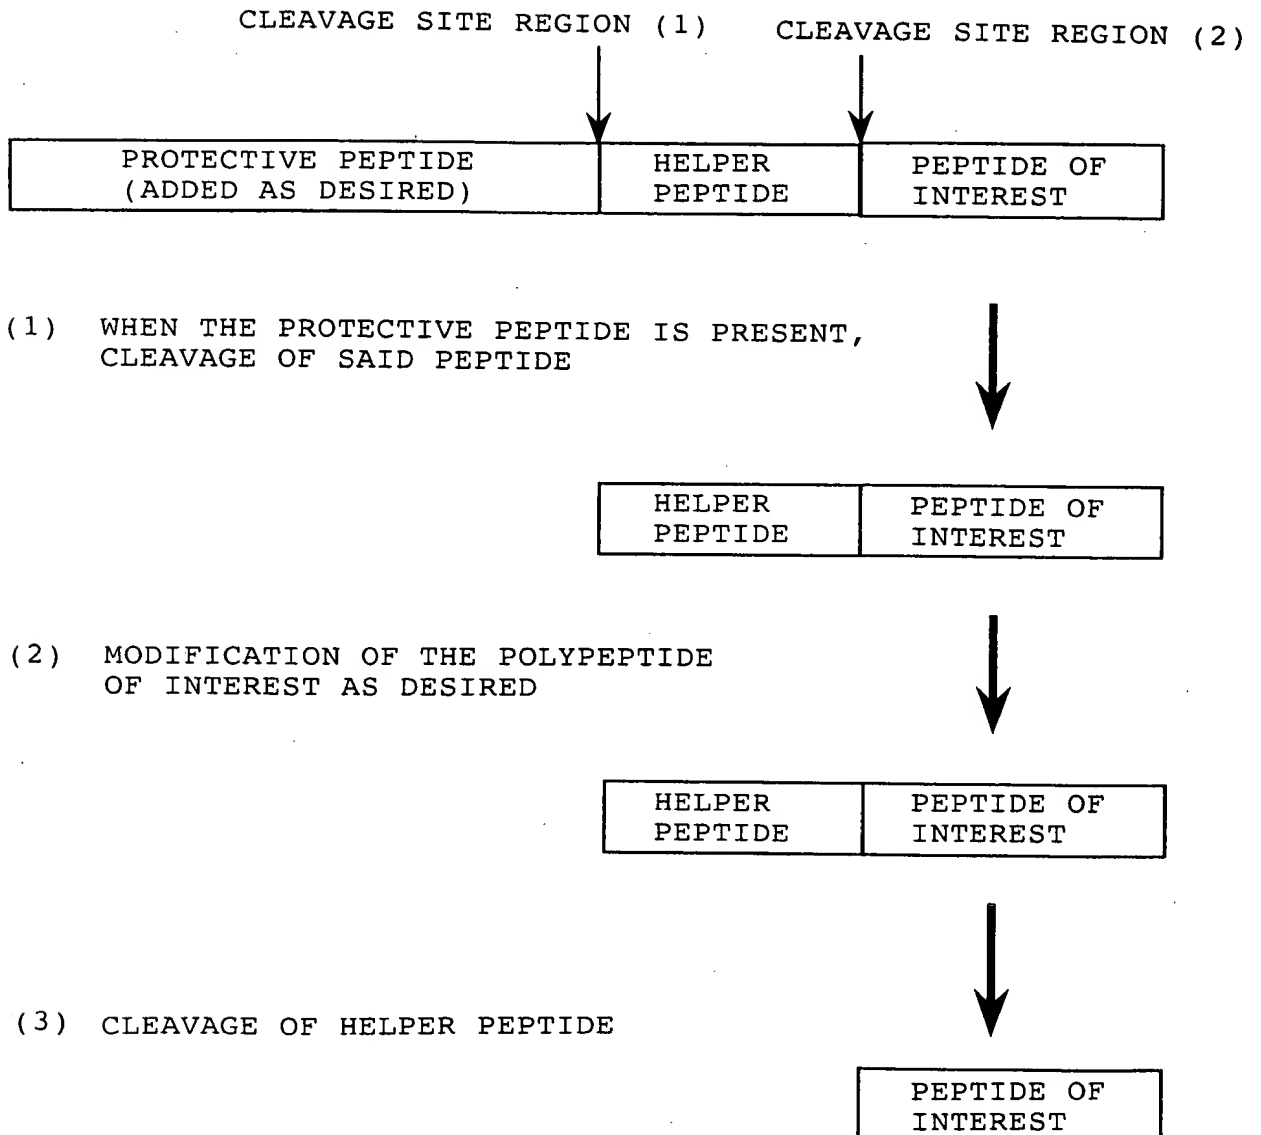 CLEAVAGE SITE REGION (1)
CLEAVAGE SITE REGION (2)
PROTECTIVE PEPTIDE
(ADDED AS DESIRED)
HELPER
PEPTIDE
PEPTIDE OF
INTEREST
(1) WHEN THE PROTECTIVE PEPTIDE IS PRESENT,
CLEAVAGE OF SAID PEPTIDE
HELPER
PEPTIDE
PEPTIDE OF
INTEREST
(2) MODIFICATION OF THE POLYPEPTIDE
OF INTEREST AS DESIRED
HELPER
PEPTIDE
PEPTIDE OF
INTEREST
(3) CLEAVAGE OF HELPER PEPTIDE
PEPTIDE OF
INTEREST